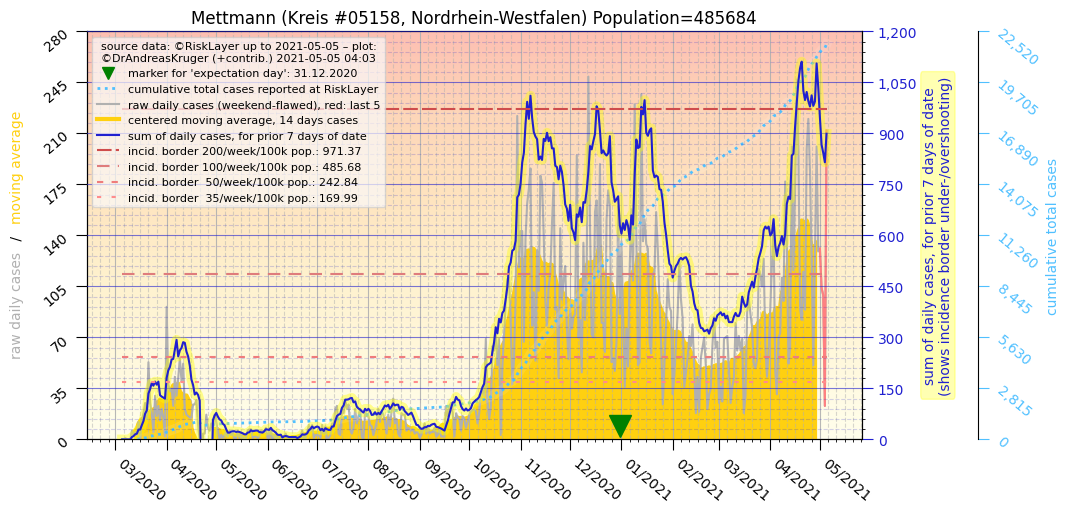 Mettmann (Kreis #05158, Nordrhein-Westfalen) Population=485684
source data: ©RiskLayer up to 2021-05-05 – plot:
©DrAndreasKruger (+contrib.) 2021-05-05 04:03
marker for 'expectation day': 31.12.2020
cumulative total cases reported at RiskLayer
raw daily cases (weekend-flawed), red: last 5
centered moving average, 14 days cases
sum of daily cases, for prior 7 days of date
incid. border 200/week/100k pop.: 971.37
incid. border 100/week/100k pop.: 485.68
incid. border  50/week/100k pop.: 242.84
incid. border  35/week/100k pop.: 169.99
raw daily cases / moving average
280
245
210
175
140
105
70
35
0
03/2020
04/2020
05/2020
06/2020
07/2020
08/2020
09/2020
10/2020
11/2020
12/2020
01/2021
02/2021
03/2021
04/2021
05/2021
1,200
1,050
900
750
600
450
300
150
0
sum of daily cases, for prior 7 days of date
(shows incidence border under-/overshooting)
22,520
19,705
16,890
14,075
11,260
8,445
5,630
2,815
0
cumulative total cases